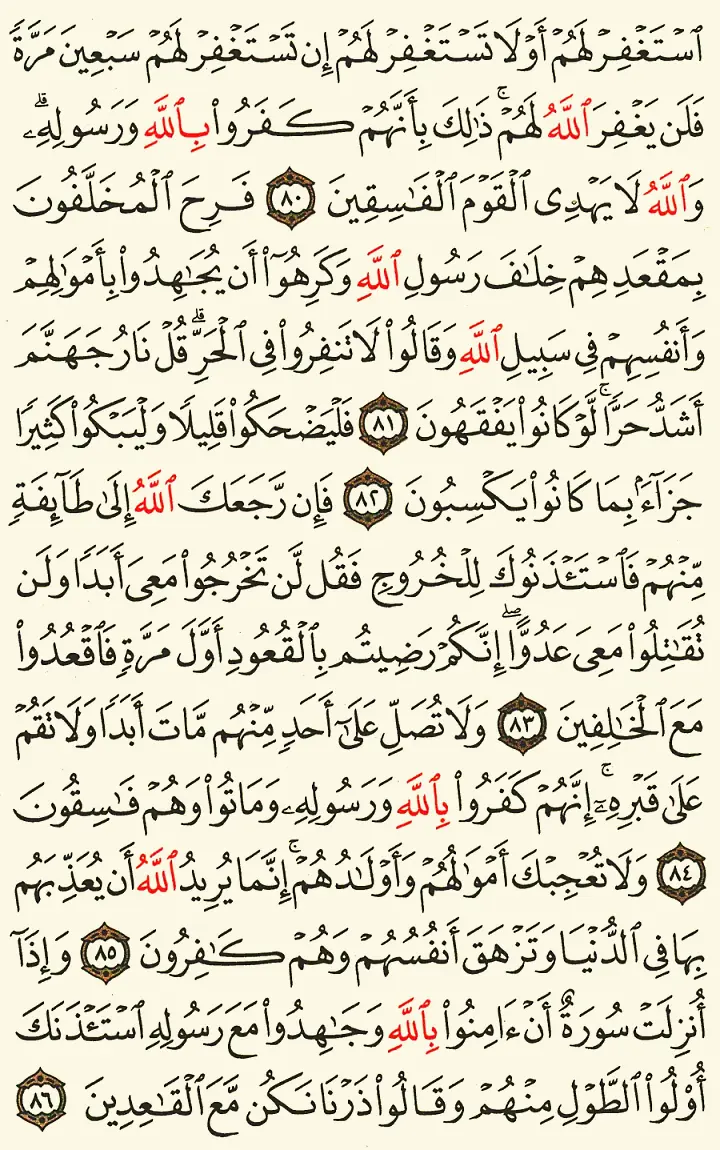 ٱسۡتَغۡفِرۡ لَهُمۡ أَوۡ لَا تَسۡتَغۡفِرۡ لَهُمۡ إِن تَسۡتَغۡفِرۡ لَهُمۡ سَبۡعِينَ مَرَّةٗ
فَلَن يَغۡفِرَ ٱللَّهُ لَهُمۡۚ ذَٰلِكَ بِأَنَّهُمۡ كَفَرُواْ بِٱللَّهِ وَرَسُولِهِۦۗ
وَٱللَّهُ لَا يَهۡدِي ٱلۡقَوۡمَ ٱلۡفَٰسِقِينَ ٨٠ فَرِحَ ٱلۡمُخَلَّفُونَ
بِمَقۡعَدِهِمۡ خِلَٰفَ رَسُولِ ٱللَّهِ وَكَرِهُوٓاْ أَن يُجَٰهِدُواْ بِأَمۡوَٰلِهِمۡ
وَأَنفُسِهِمۡ فِي سَبِيلِ ٱللَّهِ وَقَالُواْ لَا تَنفِرُواْ فِي ٱلۡحَرِّۗ قُلۡ نَارُ جَهَنَّمَ
أَشَدُّ حَرّٗاۚ لَّوۡ كَانُواْ يَفۡقَهُونَ ٨١ فَلۡيَضۡحَكُواْ قَلِيلٗا وَلۡيَبۡكُواْ كَثِيرٗا
جَزَآءَۢ بِمَا كَانُواْ يَكۡسِبُونَ ٨٢ فَإِن رَّجَعَكَ ٱللَّهُ إِلَىٰ طَآئِفَةٖ
مِّنۡهُمۡ فَٱسۡتَـٔۡذَنُوكَ لِلۡخُرُوجِ فَقُل لَّن تَخۡرُجُواْ مَعِيَ أَبَدٗا وَلَن
تُقَٰتِلُواْ مَعِيَ عَدُوًّاۖ إِنَّكُمۡ رَضِيتُم بِٱلۡقُعُودِ أَوَّلَ مَرَّةٖ فَٱقۡعُدُواْ
مَعَ ٱلۡخَٰلِفِينَ ٨٣ وَلَا تُصَلِّ عَلَىٰٓ أَحَدٖ مِّنۡهُم مَّاتَ أَبَدٗا وَلَا تَقُمۡ
عَلَىٰ قَبۡرِهِۦٓۚ إِنَّهُمۡ كَفَرُواْ بِٱللَّهِ وَرَسُولِهِۦ وَمَاتُواْ وَهُمۡ فَٰسِقُونَ
٨٤ وَلَا تُعۡجِبۡكَ أَمۡوَٰلُهُمۡ وَأَوۡلَٰدُهُمۡۚ إِنَّمَا يُرِيدُ ٱللَّهُ أَن يُعَذِّبَهُم
بِهَا فِي ٱلدُّنۡيَا وَتَزۡهَقَ أَنفُسُهُمۡ وَهُمۡ كَٰفِرُونَ ٨٥ وَإِذَآ
أُنزِلَتۡ سُورَةٌ أَنۡ ءَامِنُواْ بِٱللَّهِ وَجَٰهِدُواْ مَعَ رَسُولِهِ ٱسۡتَـٔۡذَنَكَ
أُوْلُواْ ٱلطَّوۡلِ مِنۡهُمۡ وَقَالُواْ ذَرۡنَا نَكُن مَّعَ ٱلۡقَٰعِدِينَ ٨٦